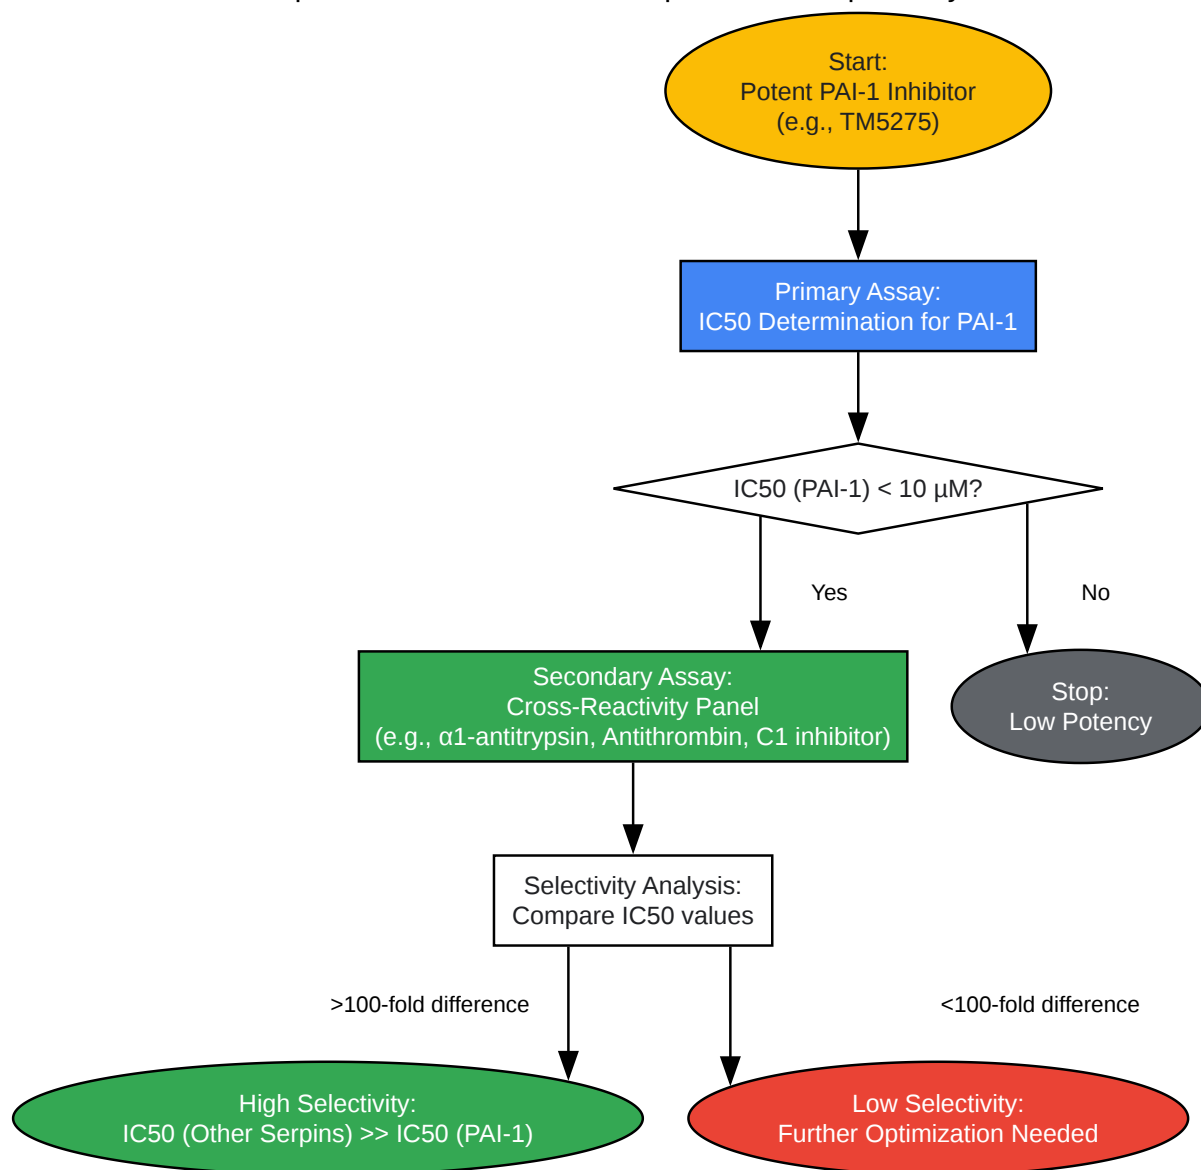 Start:
Potent PAI-1 Inhibitor
(e.g., TM5275)
Primary Assay:
IC50 Determination for PAI-1
IC50 (PAI-1) < 10 µM?
Yes
No
Secondary Assay:
Cross-Reactivity Panel
(e.g., α1-antitrypsin, Antithrombin, C1 inhibitor)
Stop:
Low Potency
Selectivity Analysis:
Compare IC50 values
>100-fold difference
<100-fold difference
High Selectivity:
IC50 (Other Serpins) >> IC50 (PAI-1)
Low Selectivity:
Further Optimization Needed